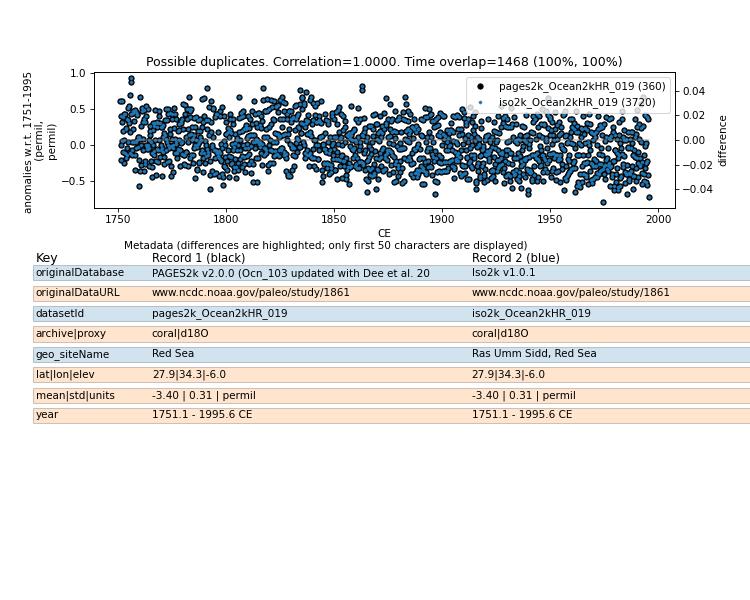 Possible duplicates. Correlation=1.0000. Time overlap=1468 (100%, 100%)
anomalies w.r.t. 1751-1995
(permil,
permil)
1.0
0.5
0.0
−0.5
pages2k_Ocean2kHR_019 (360)
iso2k_Ocean2kHR_019 (3720)
0.04
0.02
0.00
−0.02
−0.04
difference
1750 1800 1850 1900 1950 2000
CE
Metadata (differences are highlighted; only first 50 characters are displayed)
Key Record 1 (black) Record 2 (blue)
originalDatabase PAGES2k v2.0.0 (Ocn_103 updated with Dee et al. 20 Iso2k v1.0.1
originalDataURL www.ncdc.noaa.gov/paleo/study/1861 www.ncdc.noaa.gov/paleo/study/1861
datasetId pages2k_Ocean2kHR_019 iso2k_Ocean2kHR_019
archive|proxy coral|d18O coral|d18O
geo_siteName Red Sea Ras Umm Sidd, Red Sea
lat|lon|elev 27.9|34.3|-6.0 27.9|34.3|-6.0
mean|std|units -3.40 | 0.31 | permil -3.40 | 0.31 | permil
year 1751.1 - 1995.6 CE 1751.1 - 1995.6 CE